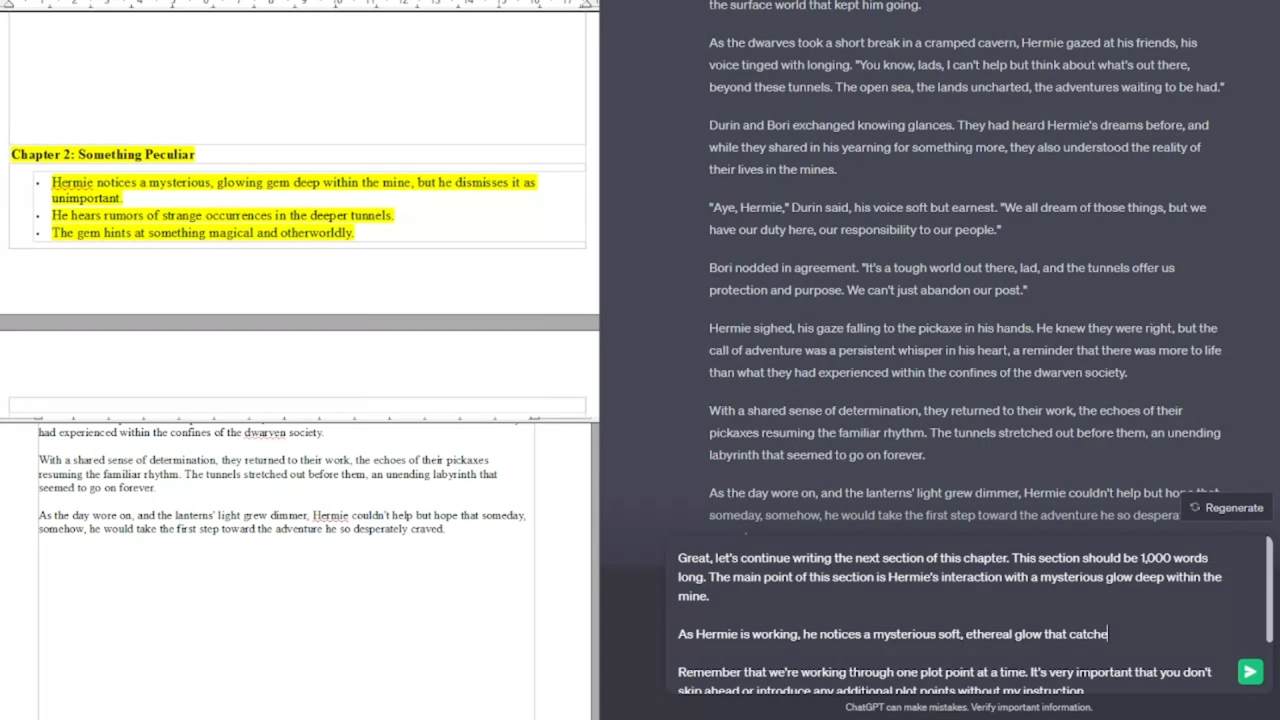 Chapter 2: Something Peculiar
• Hermie notices a mysterious, glowing gem deep within the mine, but he dismisses it as
unimportant.
• He hears rumors of strange occurrences in the deeper tunnels.
• The gem hints at something magical and otherworldly.
had experienced within the confines of the dwarven society.
With a shared sense of determination, they returned to their work, the echoes of their pickaxes
resuming the familiar rhythm. The tunnels stretched out before them, an unending labyrinth that
seemed to go on forever.
As the day wore on, and the lanterns' light grew dimmer, Hermie couldn't help but hope that someday,
somehow, he would take the first step toward the adventure he so desperately craved.
the surface world that kept him going.
As the dwarves took a short break in a cramped cavern, Hermie gazed at his friends, his
voice tinged with longing. "You know, lads, I can't help but think about what's out there,
beyond these tunnels. The open sea, the lands uncharted, the adventures waiting to be had."
Durin and Bori exchanged knowing glances. They had heard Hermie's dreams before, and
while they shared in his yearning for something more, they also understood the reality of
their lives in the mines.
"Aye, Hermie," Durin said, his voice soft but earnest. "We all dream of those things, but we
have our duty here, our responsibility to our people."
Bori nodded in agreement. "It's a tough world out there, lad, and the tunnels offer us
protection and purpose. We can't just abandon our post."
Hermie sighed, his gaze falling to the pickaxe in his hands. He knew they were right, but the
call of adventure was a persistent whisper in his heart, a reminder that there was more to life
than what they had experienced within the confines of the dwarven society.
With a shared sense of determination, they returned to their work, the echoes of their
pickaxes resuming the familiar rhythm. The tunnels stretched out before them, an unending
labyrinth that seemed to go on forever.
As the day wore on, and the lanterns' light grew dimmer, Hermie couldn't help but hope that
someday, somehow, he would take the first step toward the adventure he so despera
Regenerate
Great, let's continue writing the next section of this chapter. This section should be 1,000 words
long. The main point of this section is Hermie's interaction with a mysterious glow deep within the
mine.
As Hermie is working, he notices a mysterious soft, ethereal glow that catche
Remember that we're working through one plot point at a time. It's very important that you don't
skip ahead or introduce any additional plot points without my instruction.
ChatGPT can make mistakes. Verify important information.